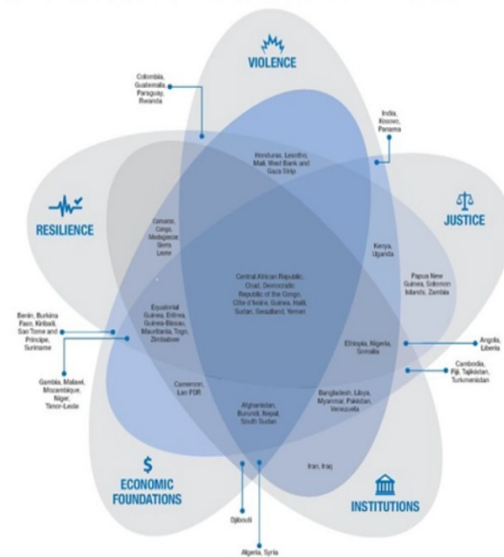 VIOLENCE
Colombia,
Guatemala,
Paraguay,
Rwanda
India,
Kosovo,
Panama
Honduras, Lesotho,
Mali, West Bank and
Gaza Strip
RESILIENCE
JUSTICE
Comoros,
Congo,
Madagascar,
Sierra
Leone
Kenya,
Uganda
Papua New
Guinea, Solomon
Islands, Zambia
Central African Republic,
Chad, Democratic
Republic of the Congo,
Côte d'Ivoire, Guinea, Haiti,
Sudan, Swaziland, Yemen
Equatorial
Guinea, Eritrea,
Guinea-Bissau,
Mauritania, Togo,
Zimbabwe
Benin, Burkina
Faso, Kiribati,
Sao Tome and
Principe,
Suriname
Ethiopia, Nigeria,
Somalia
Angola,
Liberia
Cambodia,
Fiji, Tajikistan,
Turkmenistan
Gambia, Malawi,
Mozambique,
Niger,
Timor-Leste
Cameroon,
Lao PDR
Bangladesh, Libya,
Myanmar, Pakistan,
Venezuela
Afghanistan,
Burundi, Nepal,
South Sudan
Iran, Iraq
$
ECONOMIC
FOUNDATIONS
INSTITUTIONS
Djibouti
Algeria, Syria